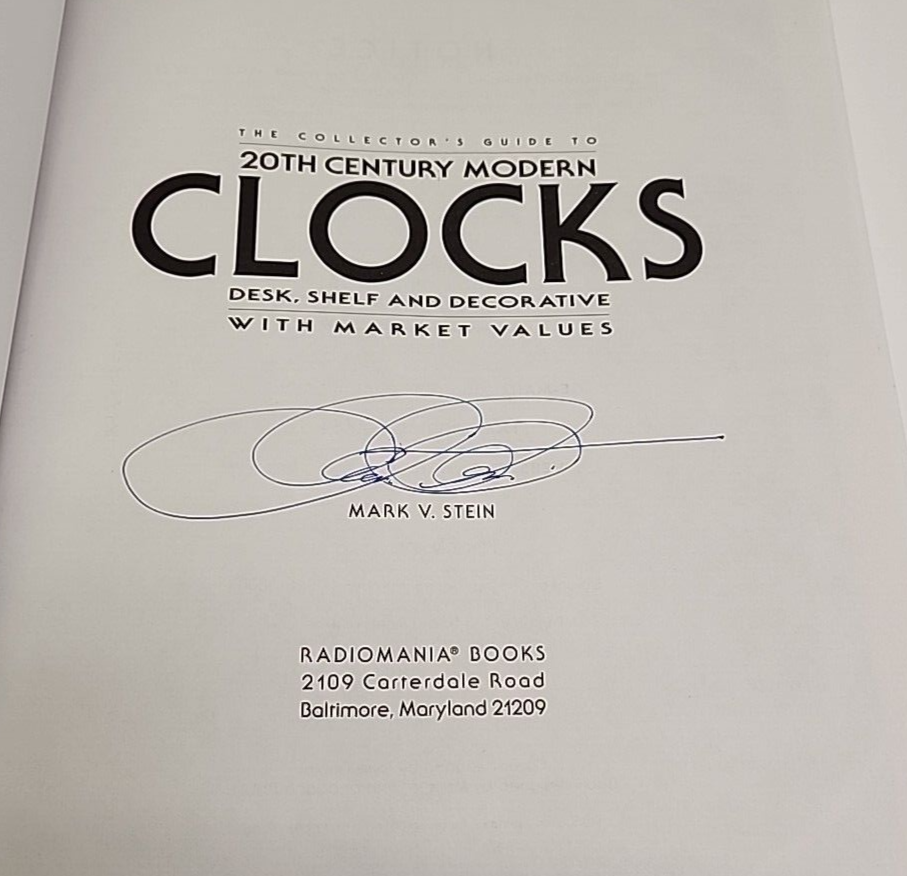 THE COLLECTOR'S GUIDE TO
20TH CENTURY MODERN
CLOCKS
DESK, SHELF AND DECORATIVE
WITH MARKET VALUES
MARK V. STEIN
RADIOMANIA® BOOKS
2109 Carterdale Road
Baltimore, Maryland 21209